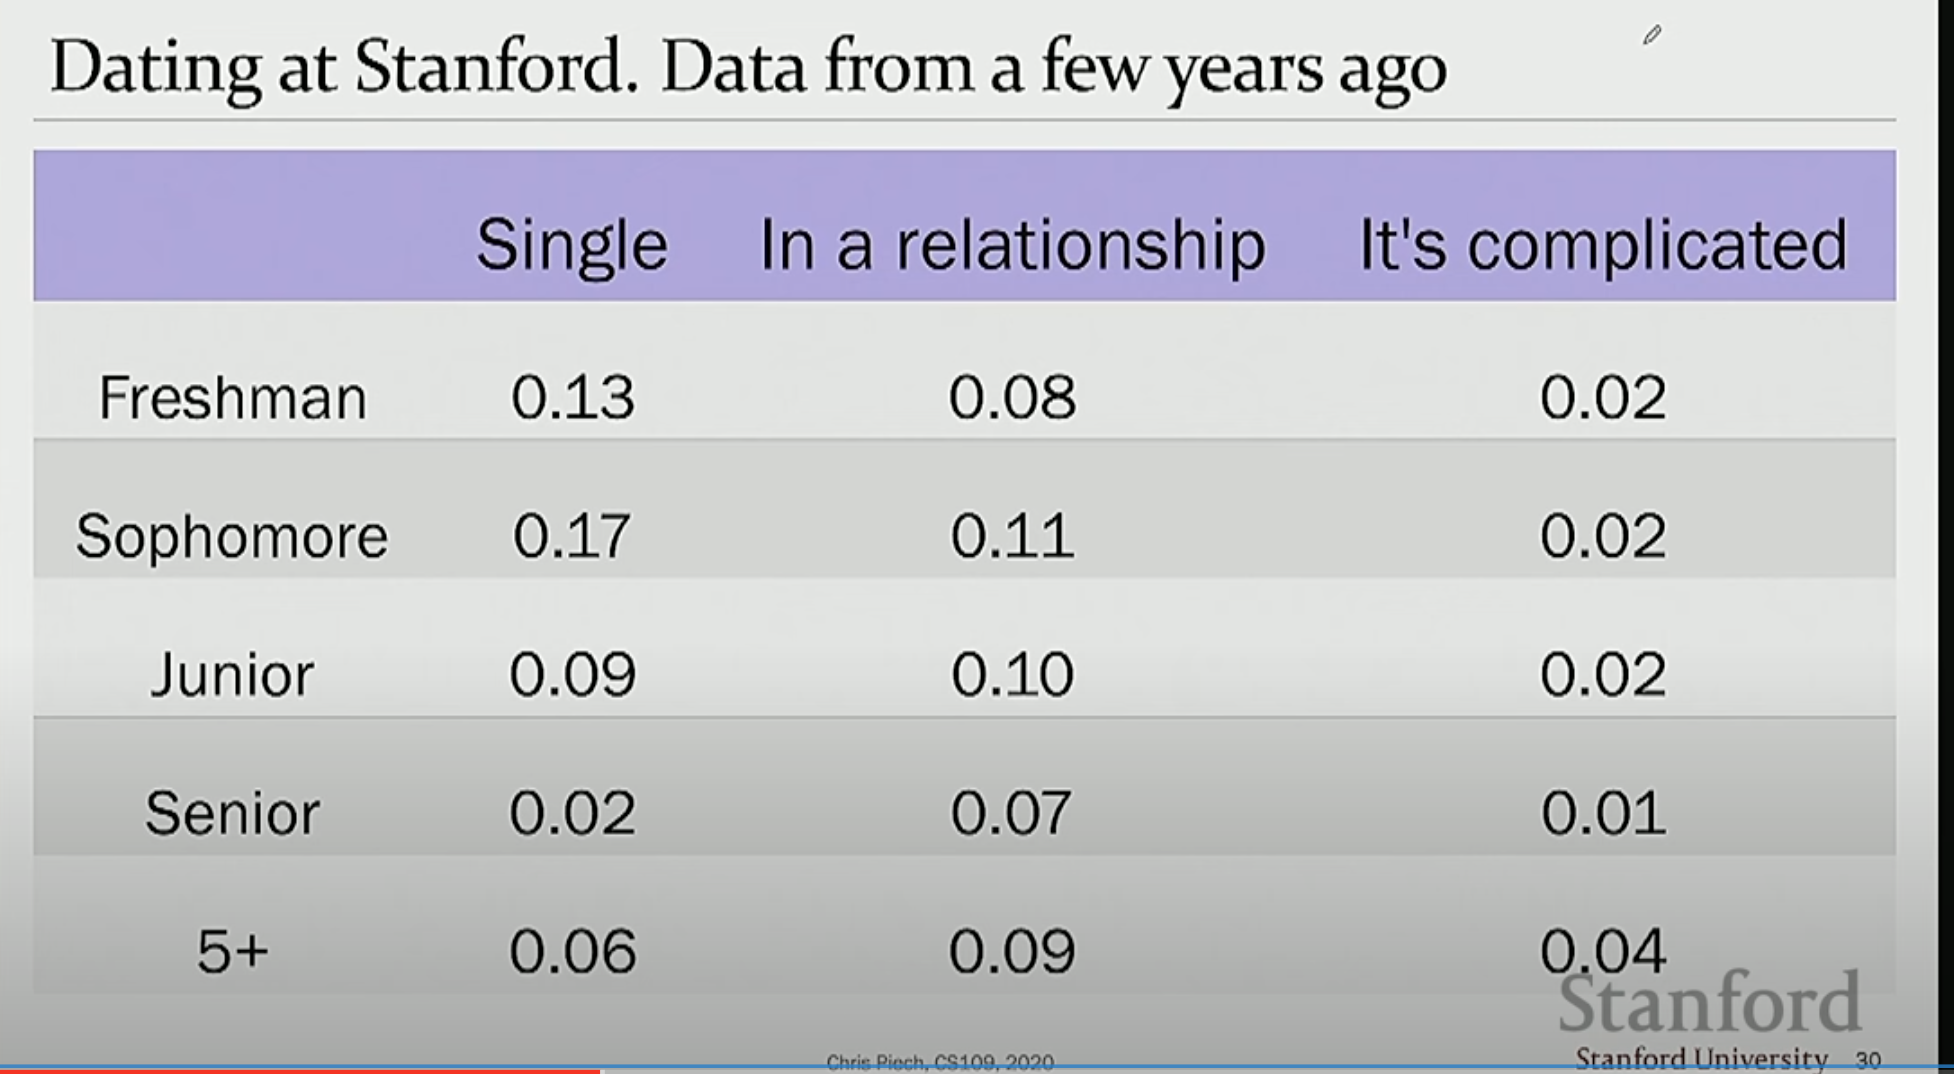 Dating at Stanford. Data from a few years ago
Single In a relationship It's complicated
Freshman 0.13 0.08 0.02
Sophomore 0.17 0.11 0.02
Junior 0.09 0.10 0.02
Senior 0.02 0.07 0.01
5+ 0.06 0.09 0.04
Stanford
Chris Piech, CS109, 2020
Stanford University 30